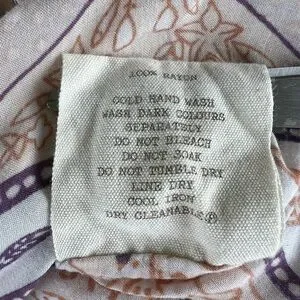 100% RAYON
COLD HAND WASH
WASH DARK COLOURS
SEPARATELY
DO NOT BLEACH
DO NOT SOAK
DO NOT TUMBLE DRY
LINE DRY
COOL IRON
DRY CLEANABLE Ⓟ